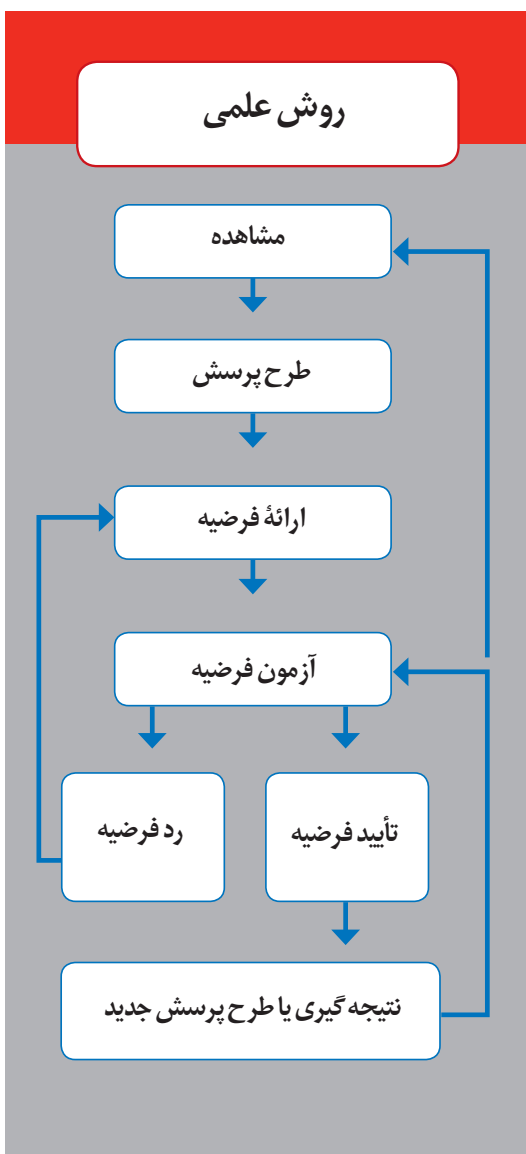 روش علمی
مشاهده
طرح پرسش
ارائهٔ فرضیه
آزمون فرضیه
تأیید فرضیه
رد فرضیه
نتیجه گیری یا طرح پرسش جدید